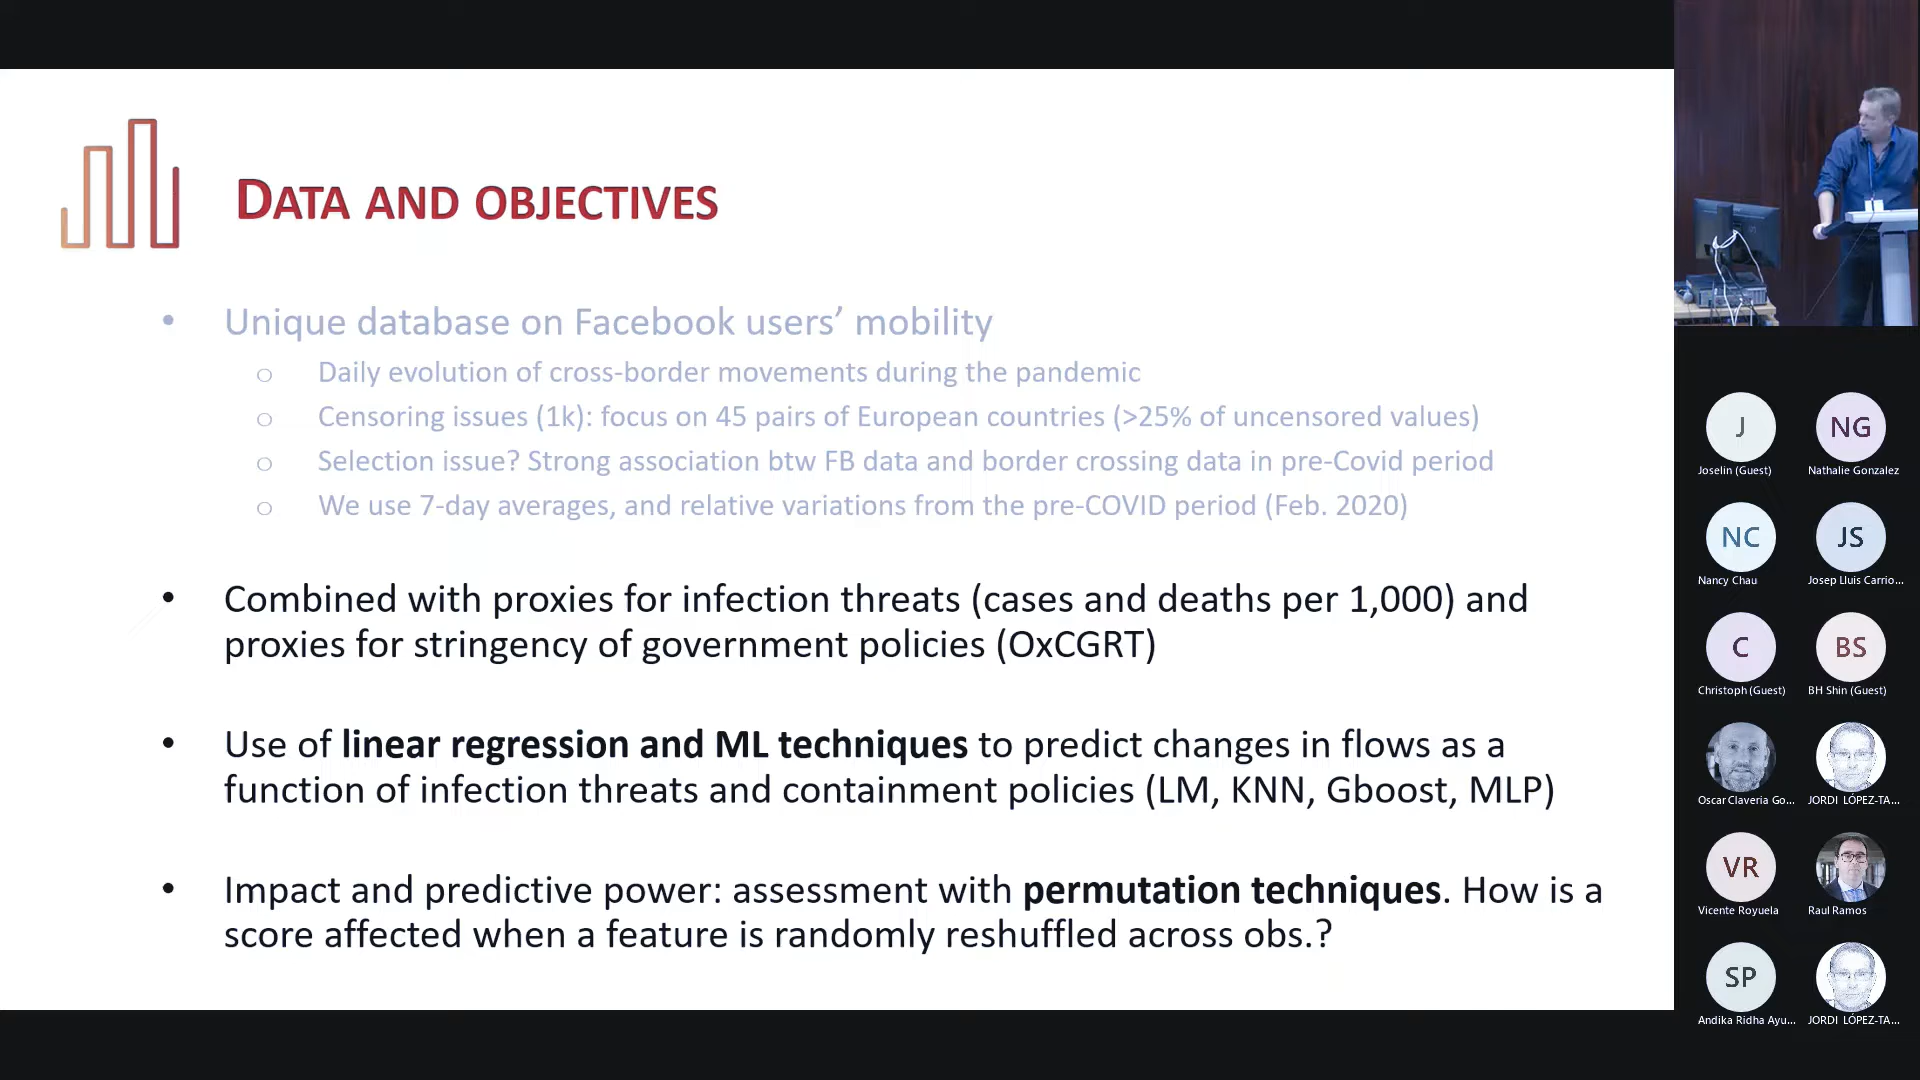 DATA AND OBJECTIVES
• Unique database on Facebook users’ mobility
o Daily evolution of cross-border movements during the pandemic
o Censoring issues (1k): focus on 45 pairs of European countries (>25% of uncensored values)
o Selection issue? Strong association btw FB data and border crossing data in pre-Covid period
o We use 7-day averages, and relative variations from the pre-COVID period (Feb. 2020)
• Combined with proxies for infection threats (cases and deaths per 1,000) and
proxies for stringency of government policies (OxCGRT)
• Use of linear regression and ML techniques to predict changes in flows as a
function of infection threats and containment policies (LM, KNN, Gboost, MLP)
• Impact and predictive power: assessment with permutation techniques. How is a
score affected when a feature is randomly reshuffled across obs.?
J
Joselin (Guest)
NG
Nathalie Gonzalez
NC
Nancy Chau
JS
Josep Lluis Carrio...
C
Christoph (Guest)
BS
BH Shin (Guest)
Oscar Claveria Go...
JORDI LÓPEZ-TA...
VR
Vicente Royuela
Raul Ramos
SP
Andika Ridha Ayu...
JORDI LÓPEZ-TA...